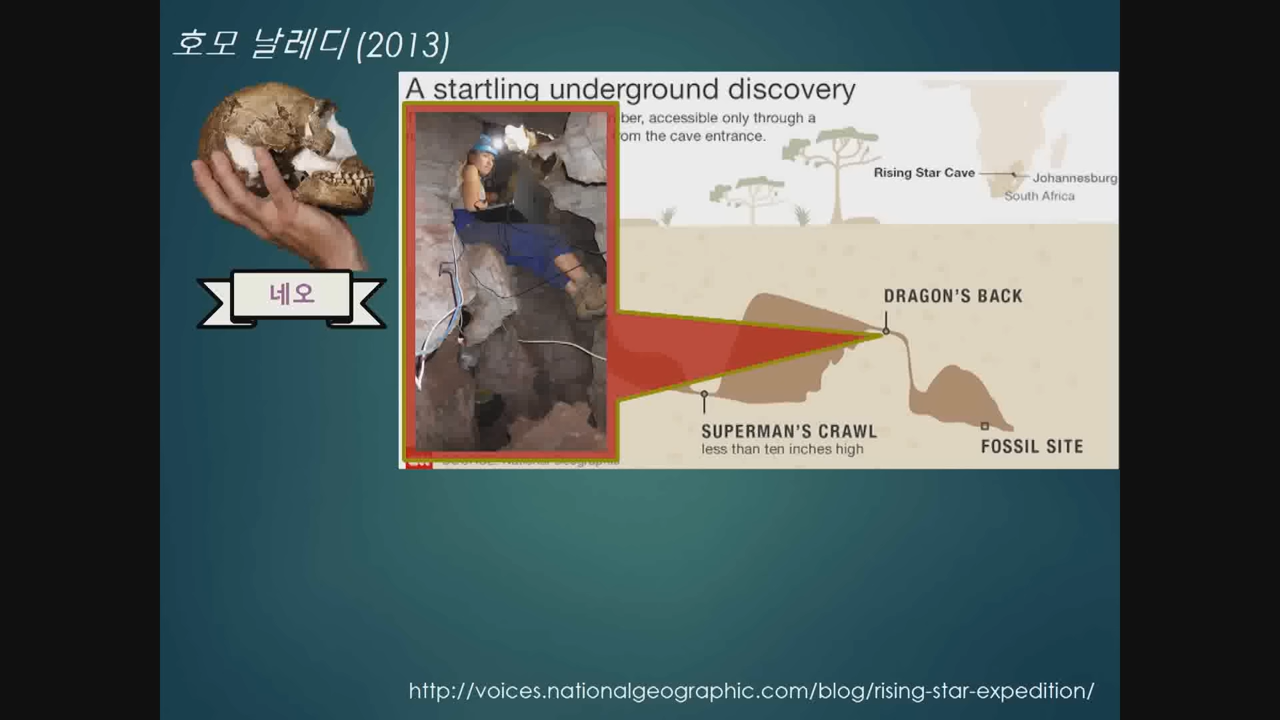 호모 날레디 (2013)
A startling underground discovery
ber, accessible only through a
om the cave entrance.
Rising Star Cave
Johannesburg
South Africa
네오
DRAGON'S BACK
SUPERMAN'S CRAWL
less than ten inches high
FOSSIL SITE
http://voices.nationalgeographic.com/blog/rising-star-expedition/